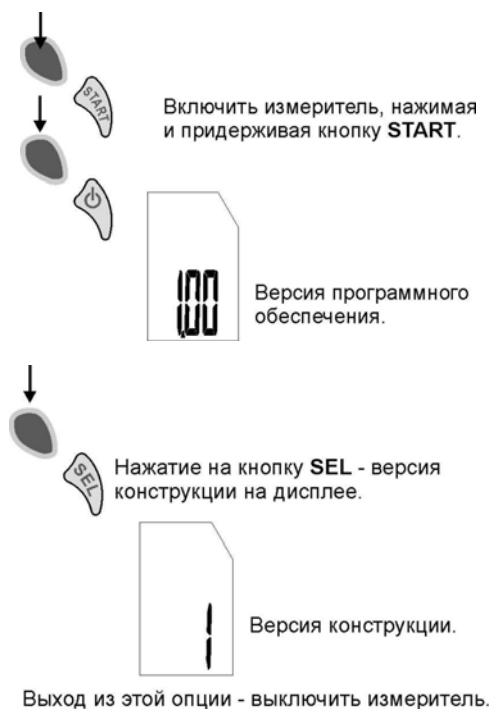 START
Включить измеритель, нажимая
и придерживая кнопку START.
1.00
Версия программного
обеспечения.
SEL
Нажатие на кнопку SEL - версия
конструкции на дисплее.
1
Версия конструкции.
Выход из этой опции - выключить измеритель.